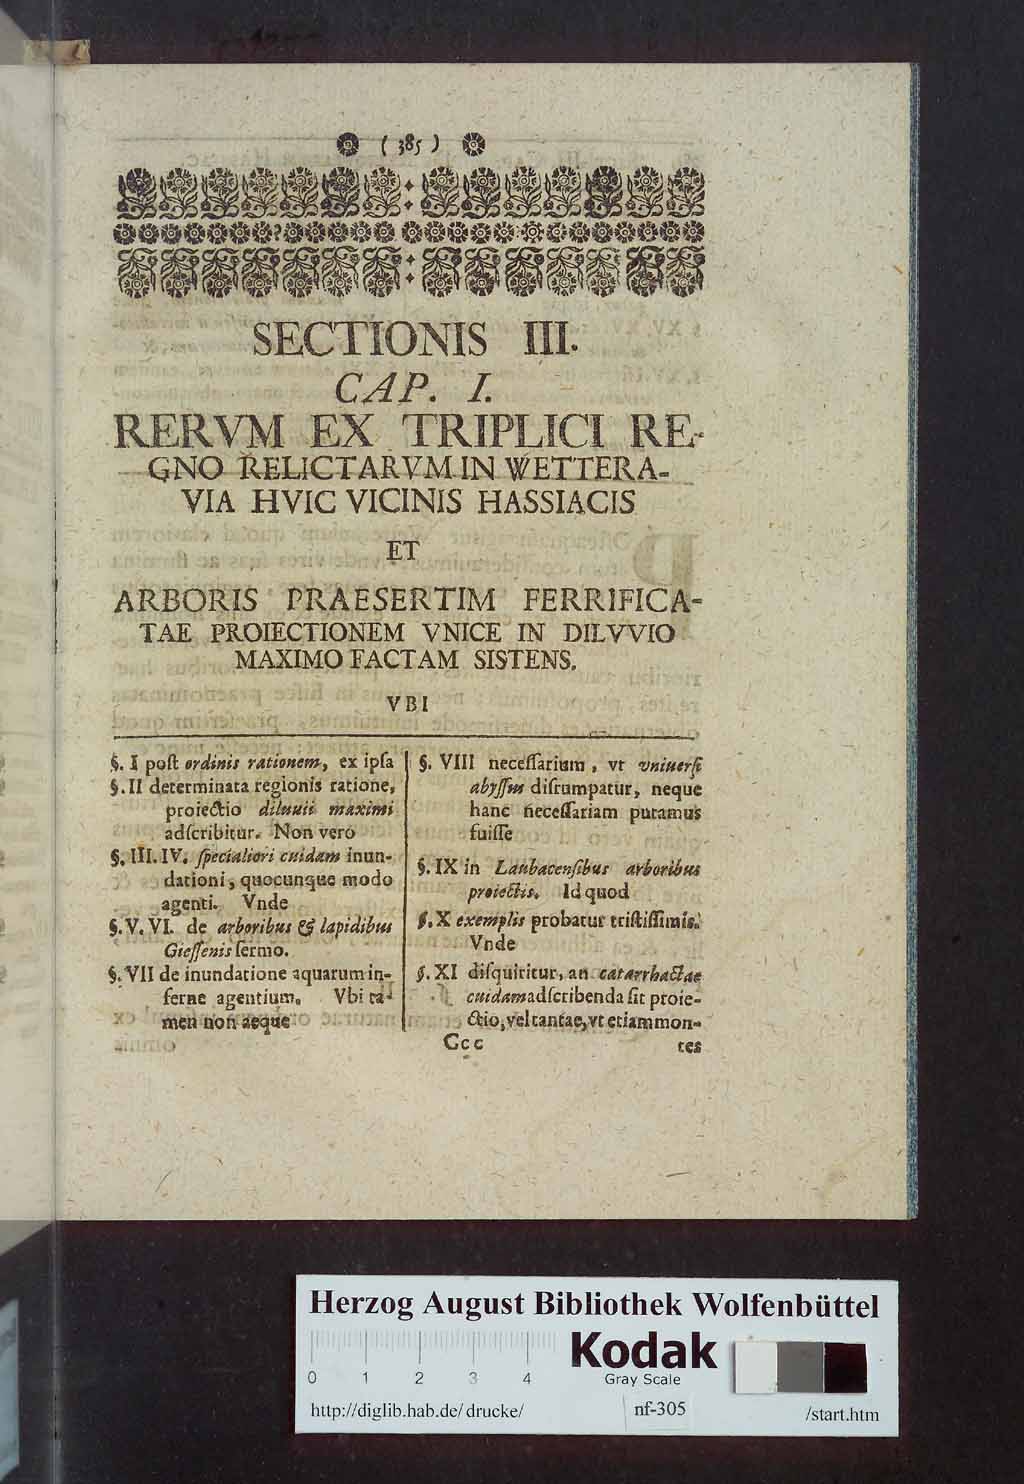 ( 385 )
SECTIONIS III.
CAP. I.
RERVM EX TRIPLICI RE-
GNO RELICTARVM IN WETTERA-
VIA HVIC VICINIS HASSIACIS
ET
ARBORIS PRAESERTIM FERRIFICA-
TAE PROIECTIONEM VNICE IN DILVVIO
MAXIMO FACTAM SISTENS,
VBI
§. I poſt ordinis rationem, ex ipſa
§. II determinata regionis ratione,
proiectio diluuii maximi
adſcribitur. Non vero
§. III. IV. ſpecialiori cuidam inun-
dationi, quocunque modo
agenti. Vnde
§. V. VI. de arboribus & lapidibus
Gieſſenis ſermo.
§. VII de inundatione aquarum in-
ferne agentium. Vbi ta-
men non aeque
§. VIII neceſſarium, vt vniuerſi
abyſſus diſrumpatur, neque
hanc neceſſariam putamus
fuiſſe
§. IX in Laubacenſibus arboribus
proiectis. Id quod
§. X exemplis probatur triſtiſſimis.
Vnde
§. XI diſquiritur, an catarrhactae
cuidam adſcribenda ſit proie-
ctio, vel tantae, vt etiam mon-
Ccc
tes
Herzog August Bibliothek Wolfenbüttel
Kodak
Gray Scale
0 1 2 3 4
http://diglib.hab.de/drucke/
nf-305
/start.htm